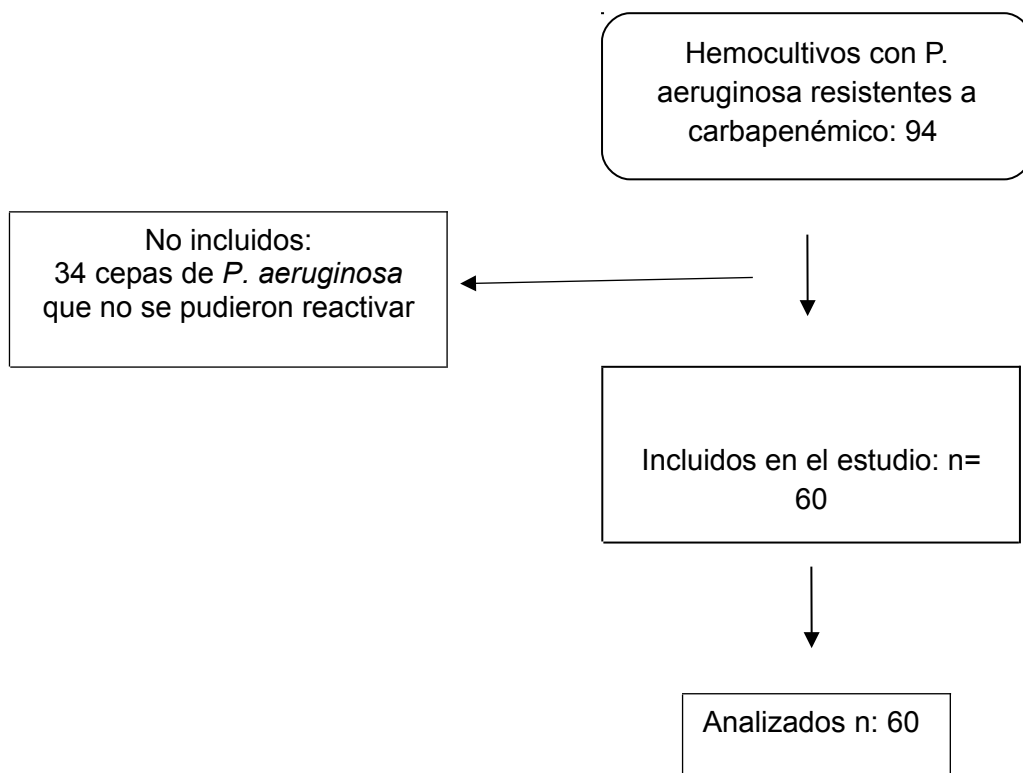 Hemocultivos con P.
aeruginosa resistentes a
carbapenémico: 94
No incluidos:
34 cepas de P. aeruginosa
que no se pudieron reactivar
Incluidos en el estudio: n=
60
Analizados n: 60